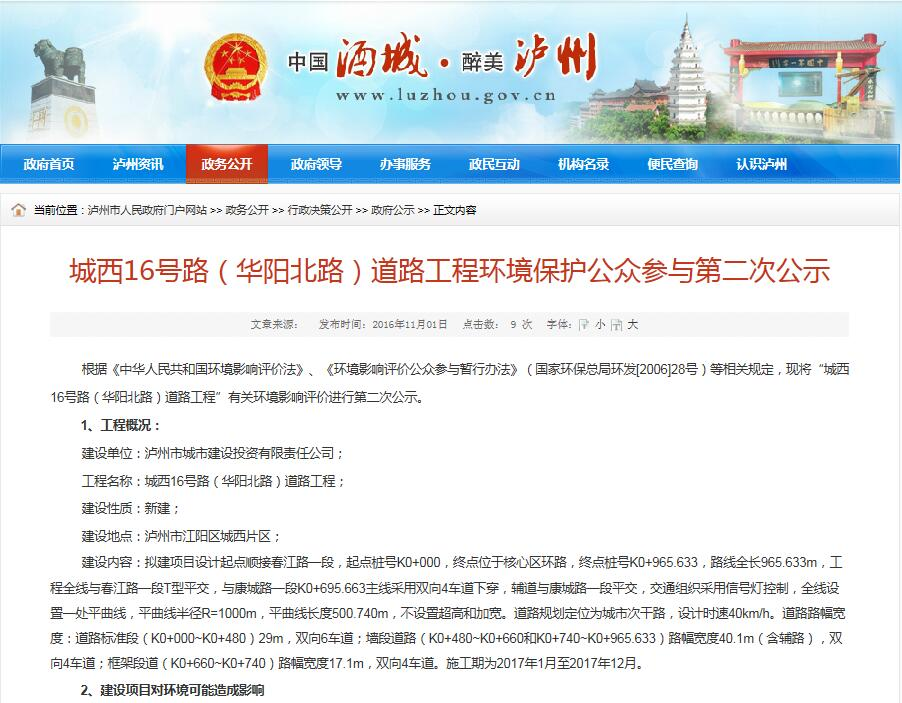 中国 酒城·醉美 泸州
www.luzhou.gov.cn
政府首页 泸州资讯 政务公开 政府领导 办事服务 政民互动 机构名录 便民查询 认识泸州
当前位置：泸州市人民政府门户网站 >> 政务公开 >> 行政决策公开 >> 政府公示 >> 正文内容
城西16号路（华阳北路）道路工程环境保护公众参与第二次公示
文章来源： 发布时间：2016年11月01日 点击数： 9 次 字体： 小 大
根据《中华人民共和国环境影响评价法》、《环境影响评价公众参与暂行办法》（国家环保总局环发[2006]28号）等相关规定，现将“城西
16号路（华阳北路）道路工程”有关环境影响评价进行第二次公示。
1、工程概况：
建设单位：泸州市城市建设投资有限责任公司；
工程名称：城西16号路（华阳北路）道路工程；
建设性质：新建；
建设地点：泸州市江阳区城西片区；
建设内容：拟建项目设计起点顺接春江路一段，起点桩号K0+000，终点位于核心区环路，终点桩号K0+965.633，路线全长965.633m，工
程全线与春江路一段T型平交，与康城路一段K0+695.663主线采用双向4车道下穿，辅道与康城路一段平交，交通组织采用信号灯控制，全线设
置一处平曲线，平曲线半径R=1000m，平曲线长度500.740m，不设置超高和加宽。道路规划定位为城市次干路，设计时速40km/h。道路路幅宽
度：道路标准段（K0+000~K0+480）29m，双向6车道；墙段道路（K0+480~K0+660和K0+740~K0+965.633）路幅宽度40.1m（含辅路），双
向4车道；框架段道（K0+660~K0+740）路幅宽度17.1m，双向4车道。施工期为2017年1月至2017年12月。
2、建设项目对环境可能造成影响